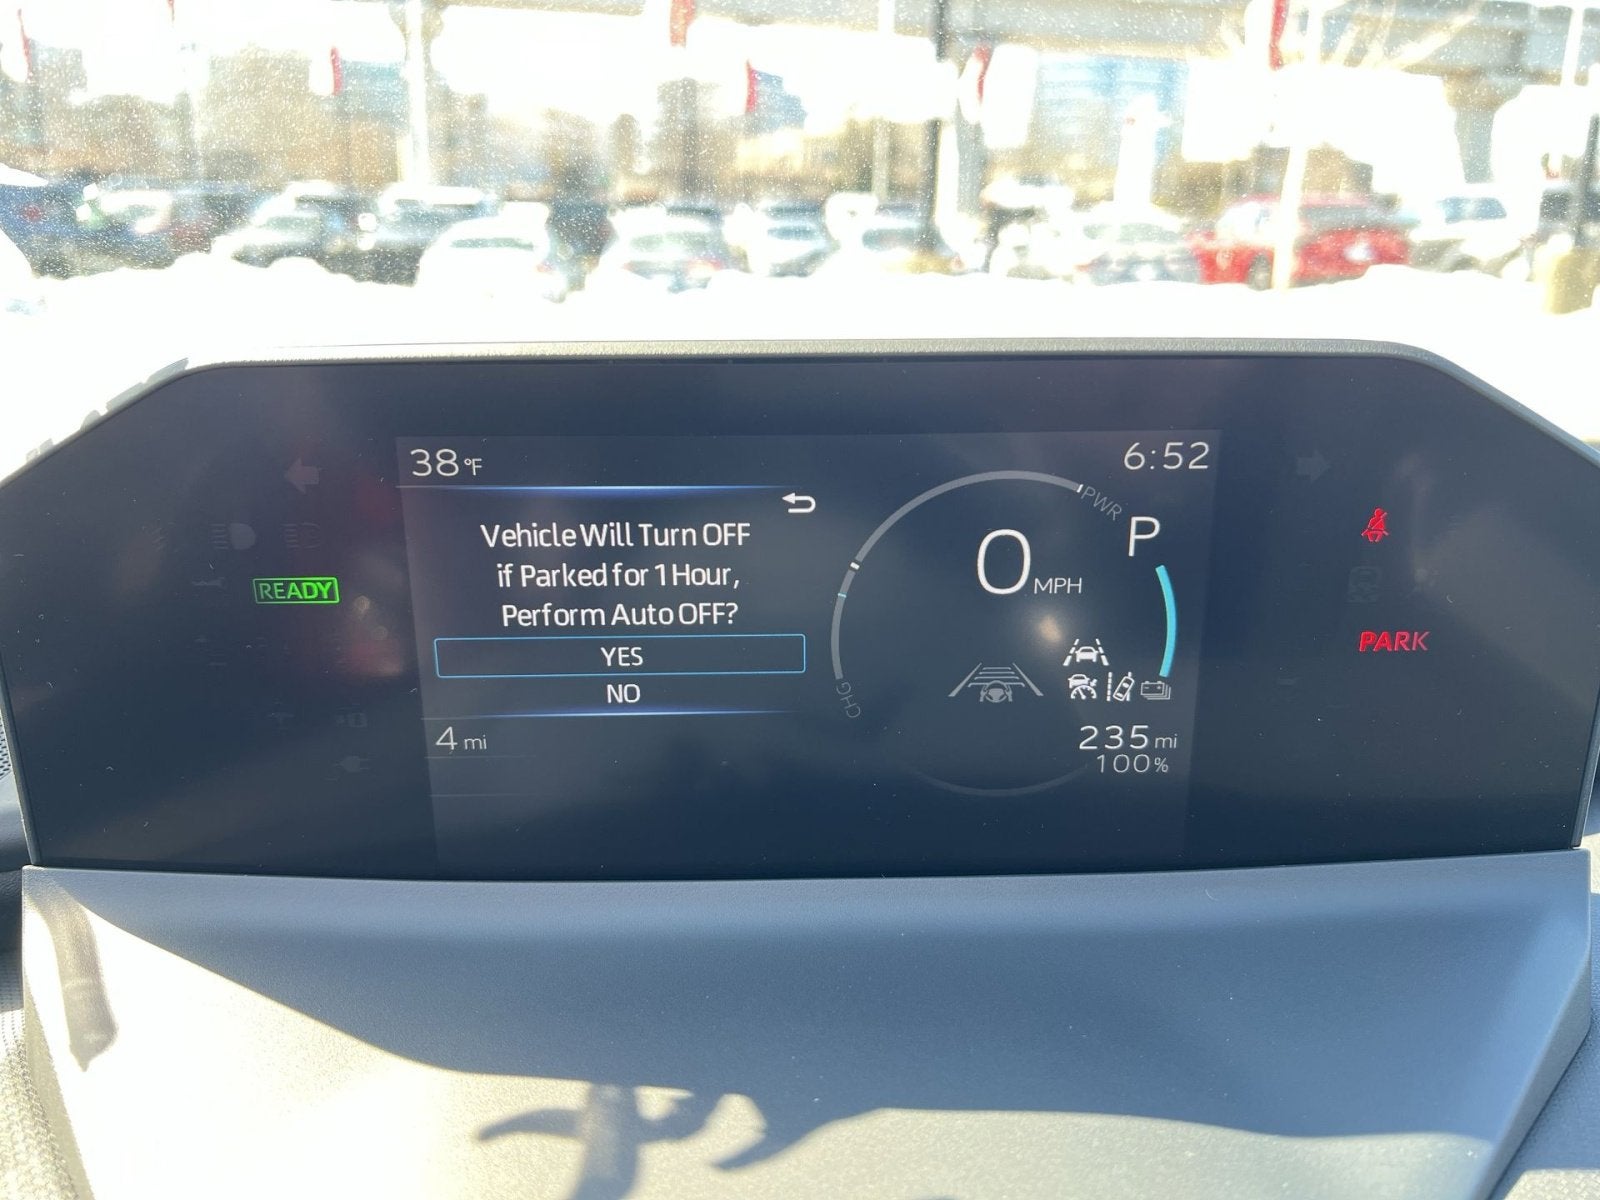 38°F
6:52
Vehicle Will Turn OFF
if Parked for 1 Hour,
Perform Auto OFF?
YES
NO
4 mi
READY
PWR
P
0 MPH
CHG
235 mi
100%
PARK